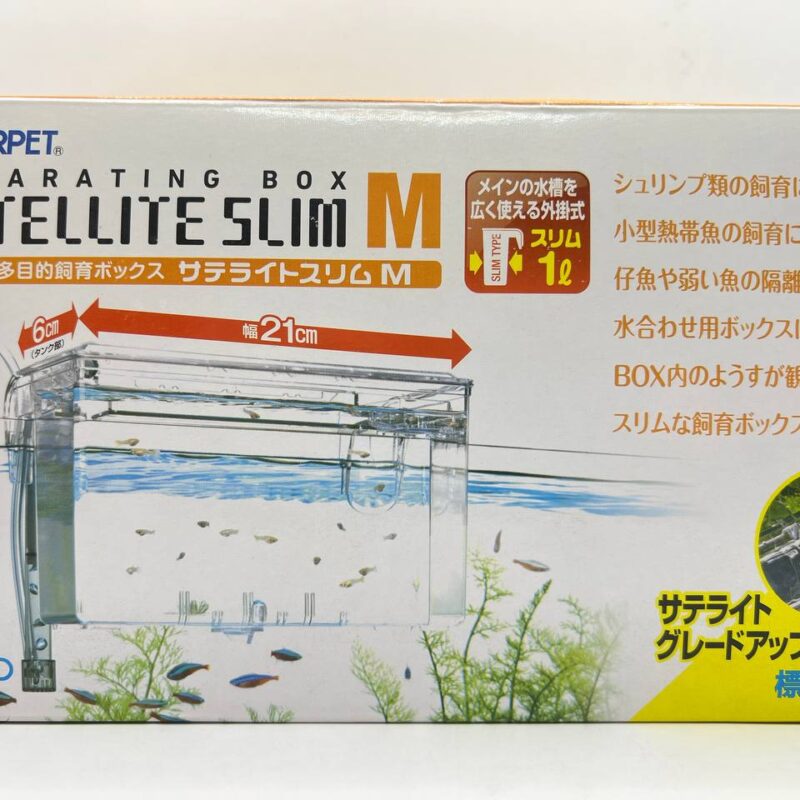 RPET®
ARATING BOX
TELLITE SLIM M
多目的飼育ボックス サテライトスリム M
メインの水槽を
広く使える外掛式
SLIM TYPE
スリム
1ℓ
シュリンプ類の飼育に
小型熱帯魚の飼育に
仔魚や弱い魚の隔離
水合わせ用ボックスに
BOX内のようすが観
スリムな飼育ボックス
6cm
(タンク部)
幅21cm
サテライト
グレードアップ
標